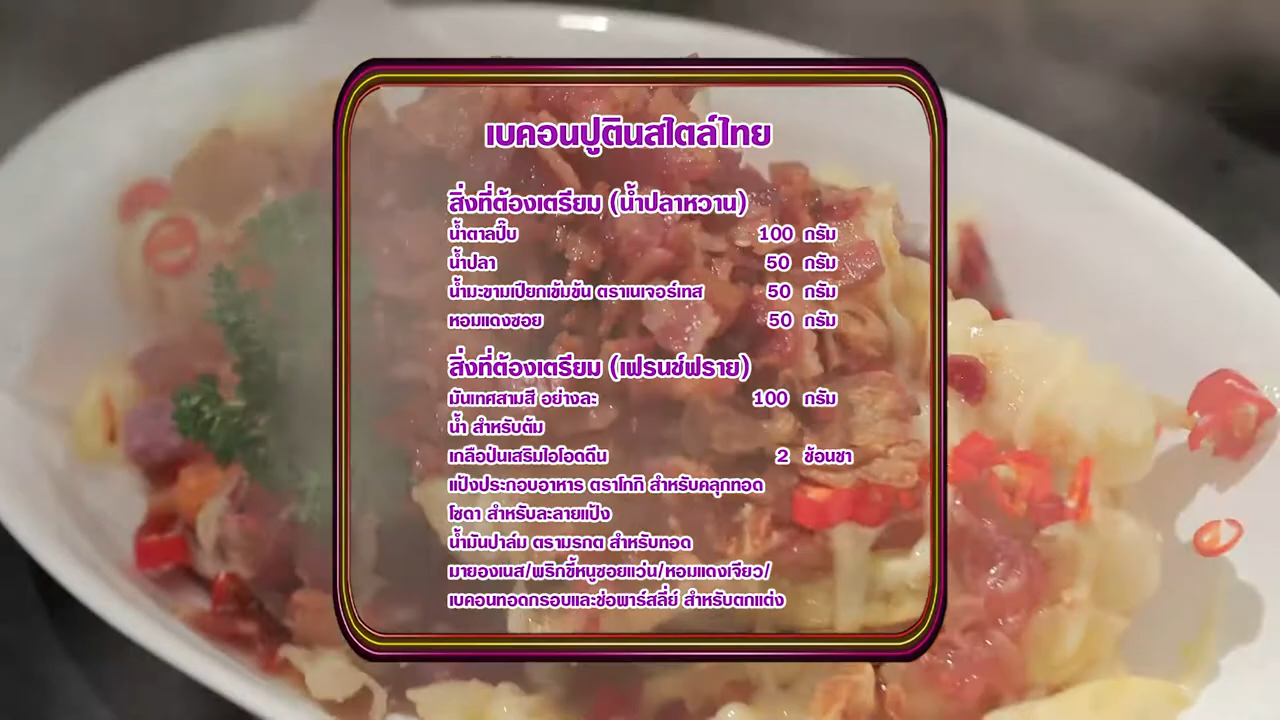 เบคอนปูตินสไตล์ไทย
สิ่งที่ต้องเตรียม (น้ำปลาหวาน)
น้ำตาลปี๊บ 100 กรัม
น้ำปลา 50 กรัม
น้ำมะขามเปียกเข้มข้น ตราเนเจอร์เทส 50 กรัม
หอมแดงซอย 50 กรัม
สิ่งที่ต้องเตรียม (เฟรนช์ฟราย)
มันเทศสามสี อย่างละ 100 กรัม
น้ำ สำหรับต้ม
เกลือป่นเสริมไอโอดดีน 2 ช้อนชา
แป้งประกอบอาหาร ตราโกกิ สำหรับคลุกทอด
โซดา สำหรับละลายแป้ง
น้ำมันปาล์ม ตรามรกต สำหรับทอด
มายองเนส/พริกขี้หนูซอยแว่น/หอมแดงเจียว/
เบคอนทอดกรอบและช่อพาร์สลี่ย์ สำหรับตกแต่ง